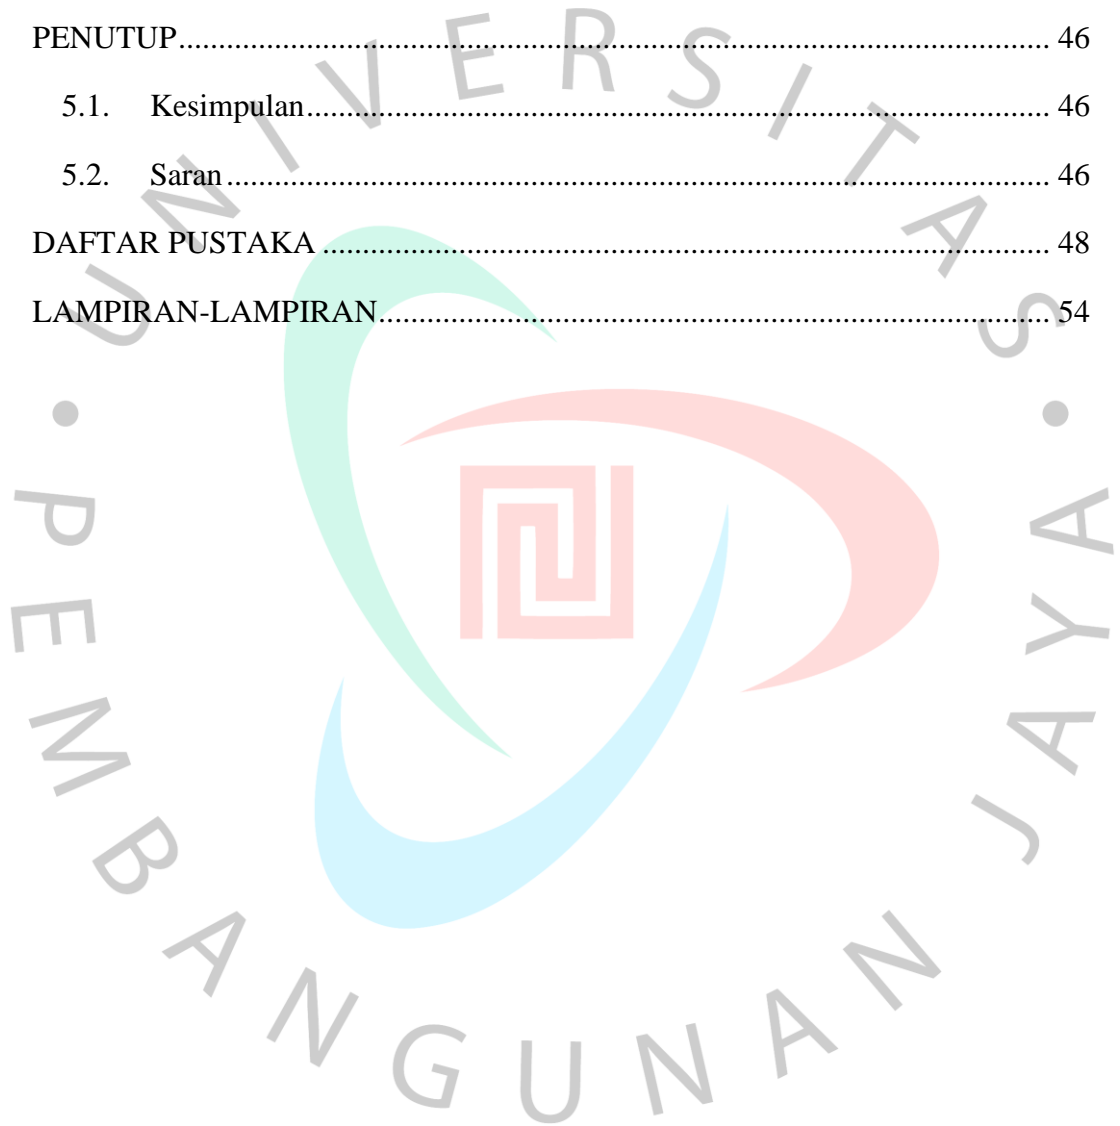 PENUTUP.......... 46
5.1. Kesimpulan.......... 46
5.2. Saran.......... 46
DAFTAR PUSTAKA.......... 48
LAMPIRAN-LAMPIRAN.......... 54
UNIVERSITAS • PEMBANGUNAN JAYA •